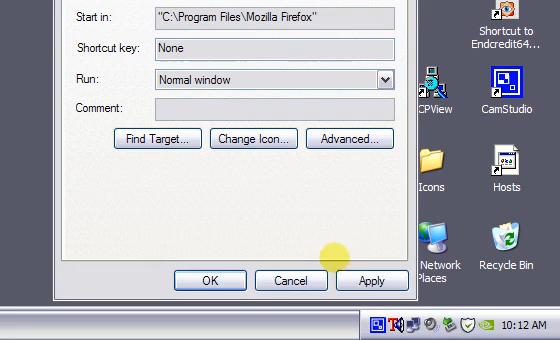 Start in:
"C:\Program Files\Mozilla Firefox"
Shortcut key:
None
Run:
Normal window
Comment:
Find Target...
Change Icon...
Advanced...
OK
Cancel
Apply
Shortcut to
Endcredit64...
CPView
CamStudio
Icons
Hosts
Network
Places
Recycle Bin
10:12 AM